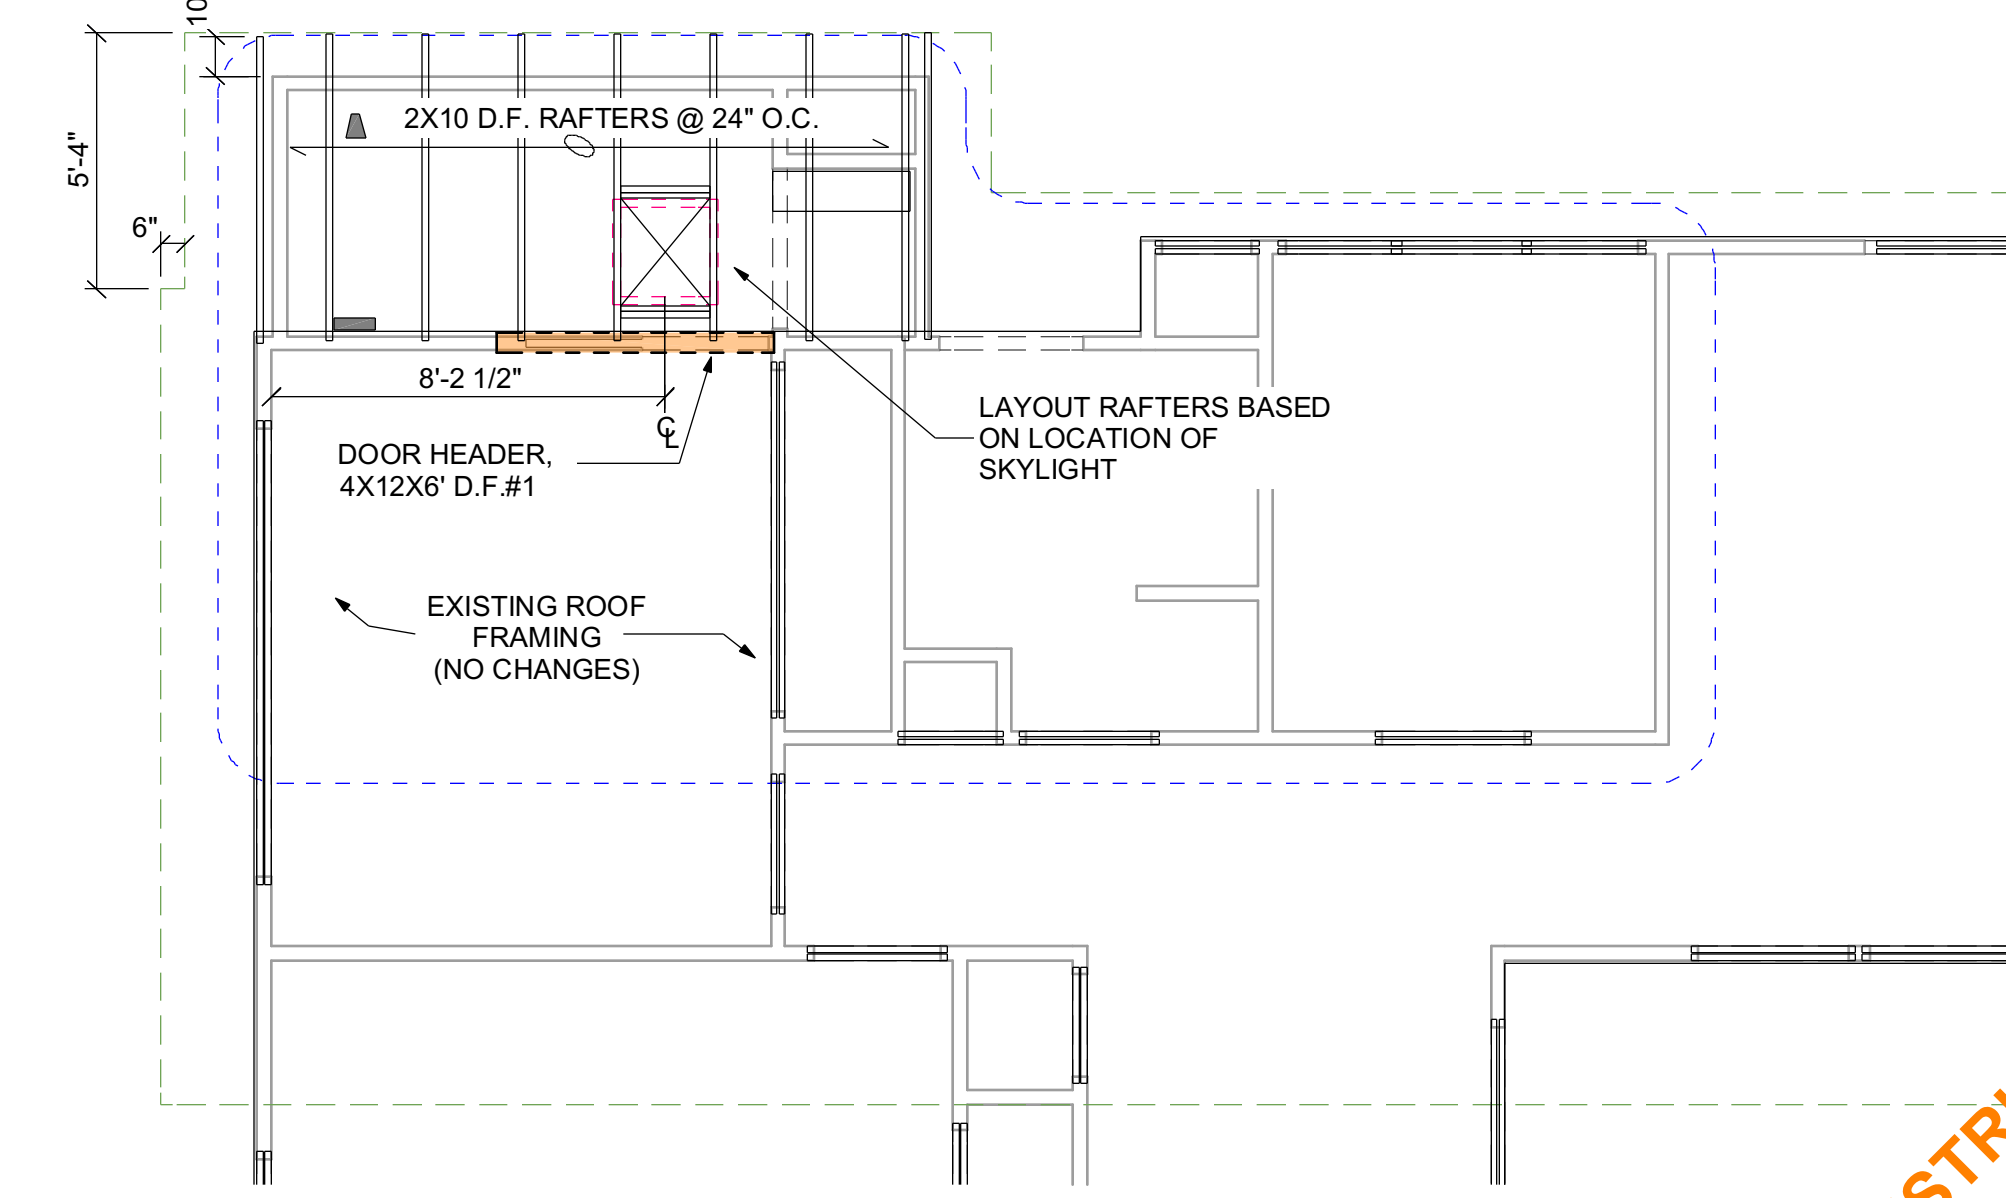 10
2X10 D.F. RAFTERS @ 24" O.C.
5'-4"
6"
8'-2 1/2"
CL
LAYOUT RAFTERS BASED
ON LOCATION OF
SKYLIGHT
DOOR HEADER,
4X12X6' D.F.#1
EXISTING ROOF
FRAMING
(NO CHANGES)
STR